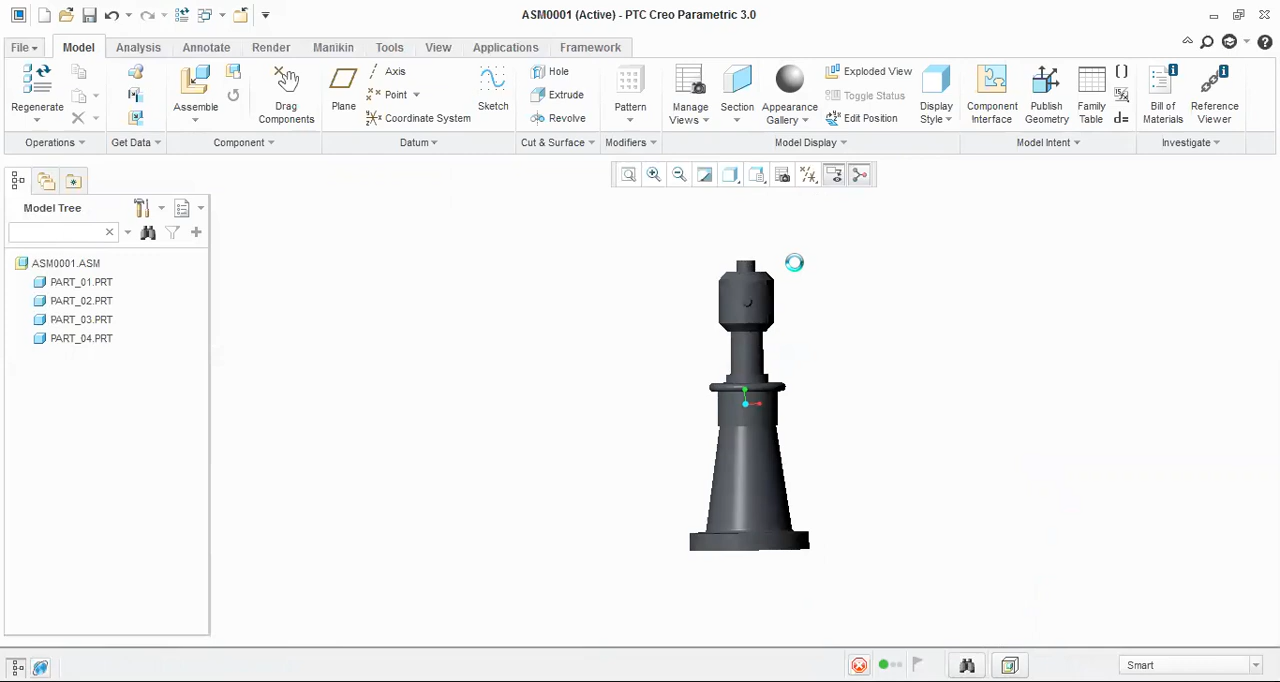 ASM0001 (Active) - PTC Creo Parametric 3.0
File Model Analysis Annotate Render Manikin Tools View Applications Framework
Regenerate
Operations
Get Data
Assemble
Drag
Components
Component
Plane
Axis
Point
Coordinate System
Sketch
Datum
Hole
Extrude
Revolve
Cut & Surface
Pattern
Modifiers
Manage
Views
Section
Appearance
Gallery
Exploded View
Toggle Status
Edit Position
Display
Style
Model Display
Component
Interface
Publish
Geometry
Family
Table
d=
Model Intent
Bill of
Materials
Reference
Viewer
Investigate
Model Tree
ASM0001.ASM
PART_01.PRT
PART_02.PRT
PART_03.PRT
PART_04.PRT
Smart